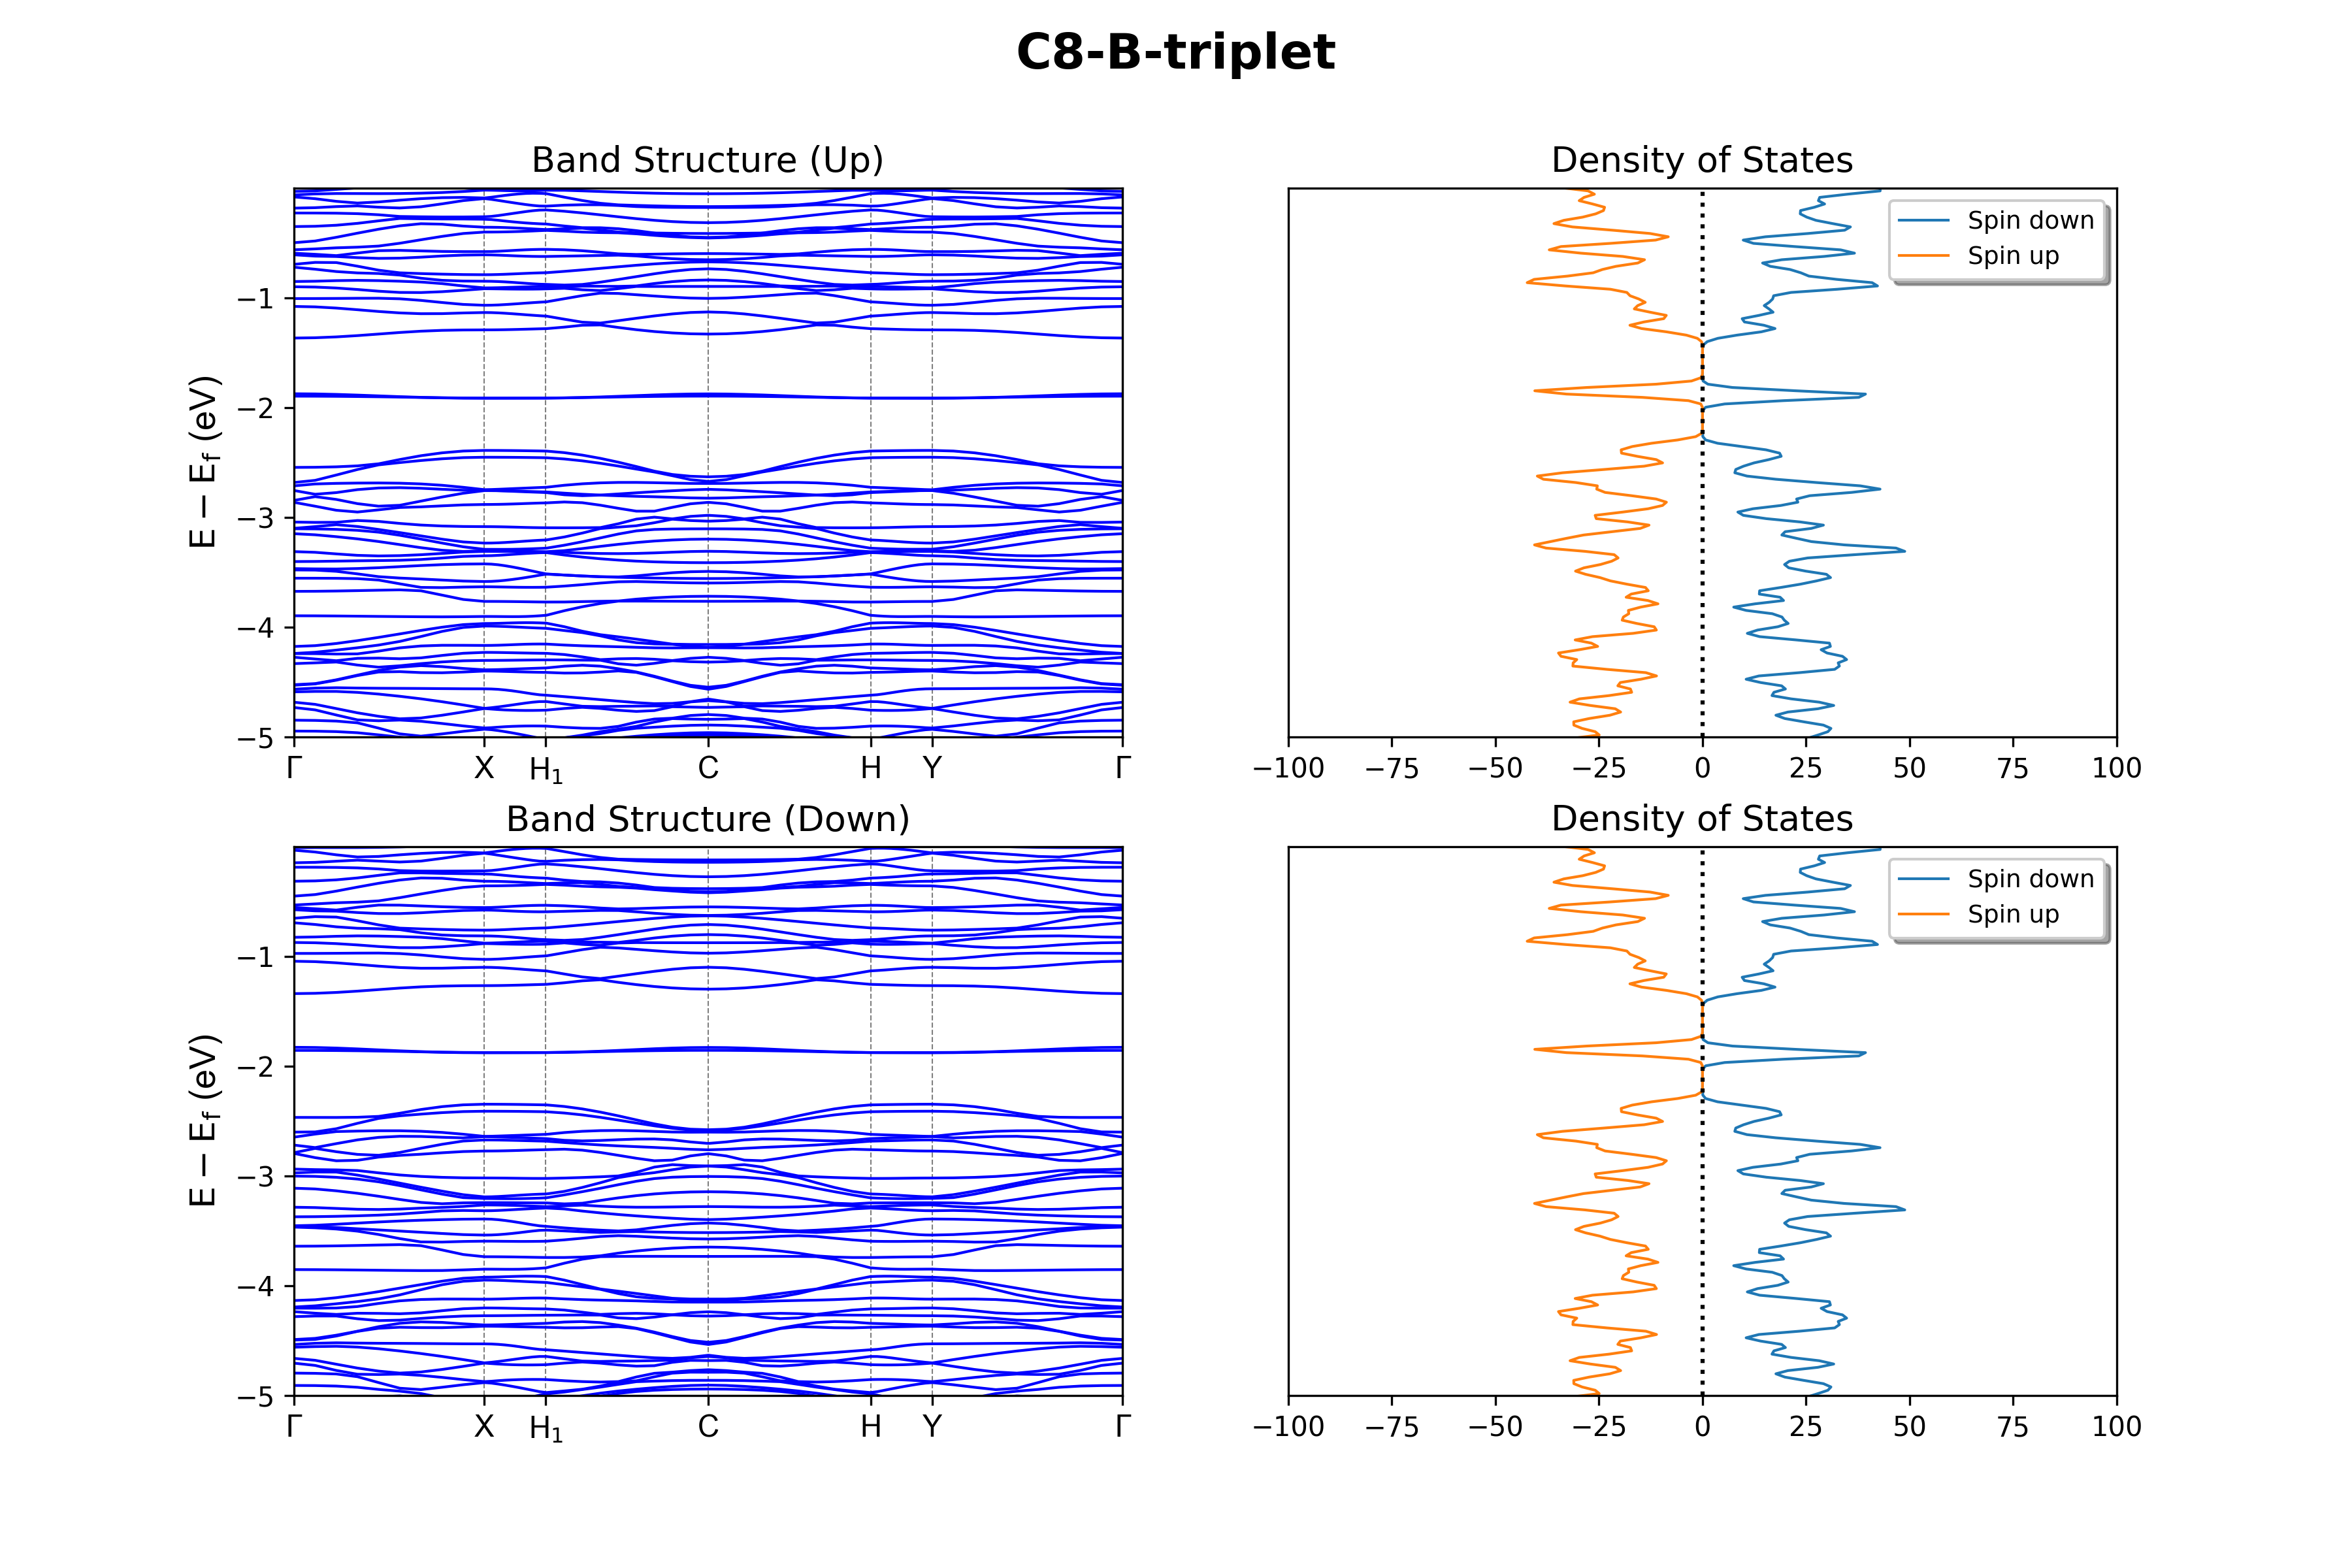 C8-B-triplet
Band Structure (Up)
E − E_f (eV)
−1
−2
−3
−4
−5
Γ X H₁ C H Y Γ
Density of States
Spin down
Spin up
−100 −75 −50 −25 0 25 50 75 100
Band Structure (Down)
E − E_f (eV)
−1
−2
−3
−4
−5
Γ X H₁ C H Y Γ
Density of States
Spin down
Spin up
−100 −75 −50 −25 0 25 50 75 100